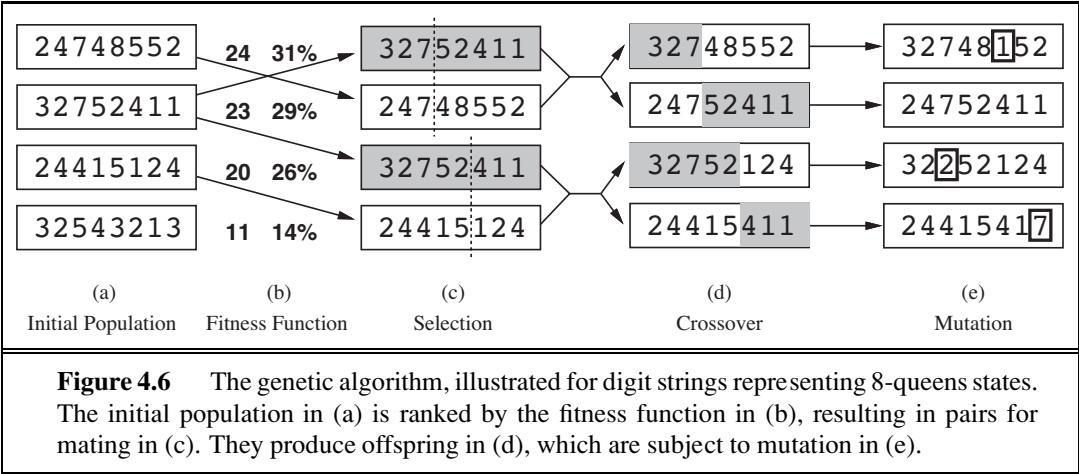 24748552 24 31% 32752411 32748552 32748152
32752411 23 29% 24748552 24752411 24752411
24415124 20 26% 32752411 32752124 32252124
32543213 11 14% 24415124 24415411 24415417
(a) (b) (c) (d) (e)
Initial Population Fitness Function Selection Crossover Mutation
Figure 4.6 The genetic algorithm, illustrated for digit strings representing 8-queens states.
The initial population in (a) is ranked by the fitness function in (b), resulting in pairs for
mating in (c). They produce offspring in (d), which are subject to mutation in (e).